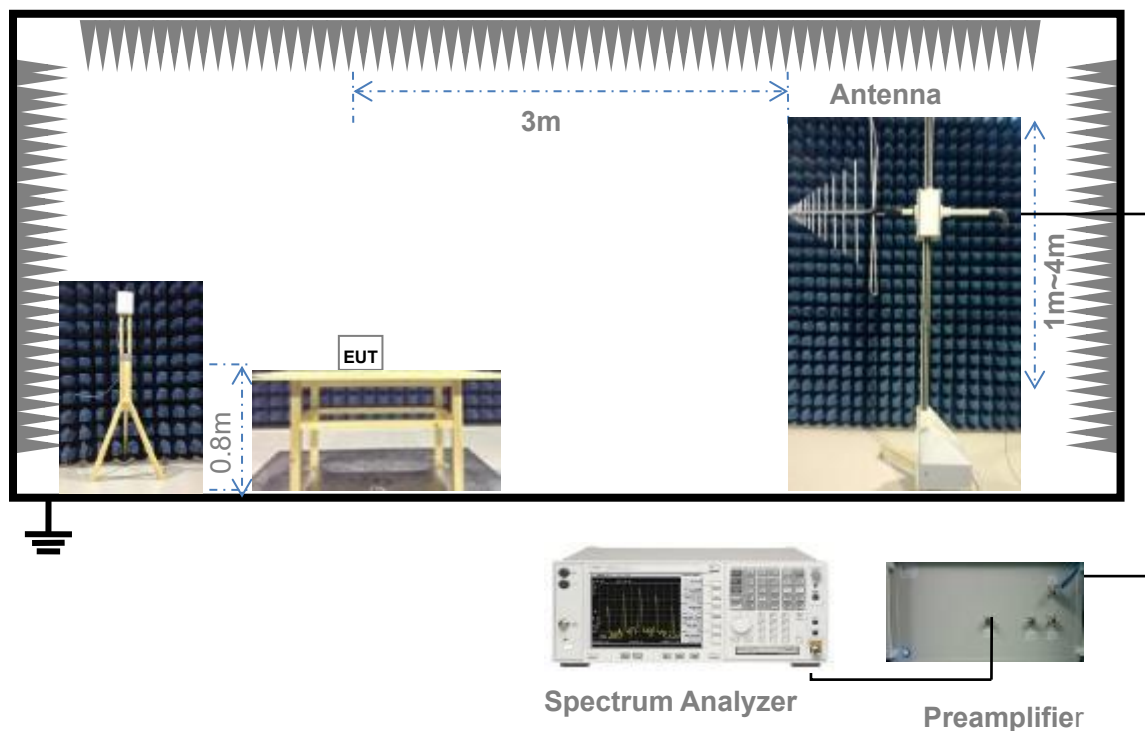 Antenna
3m
1m~4m
EUT
0.8m
Spectrum Analyzer
Preamplifier